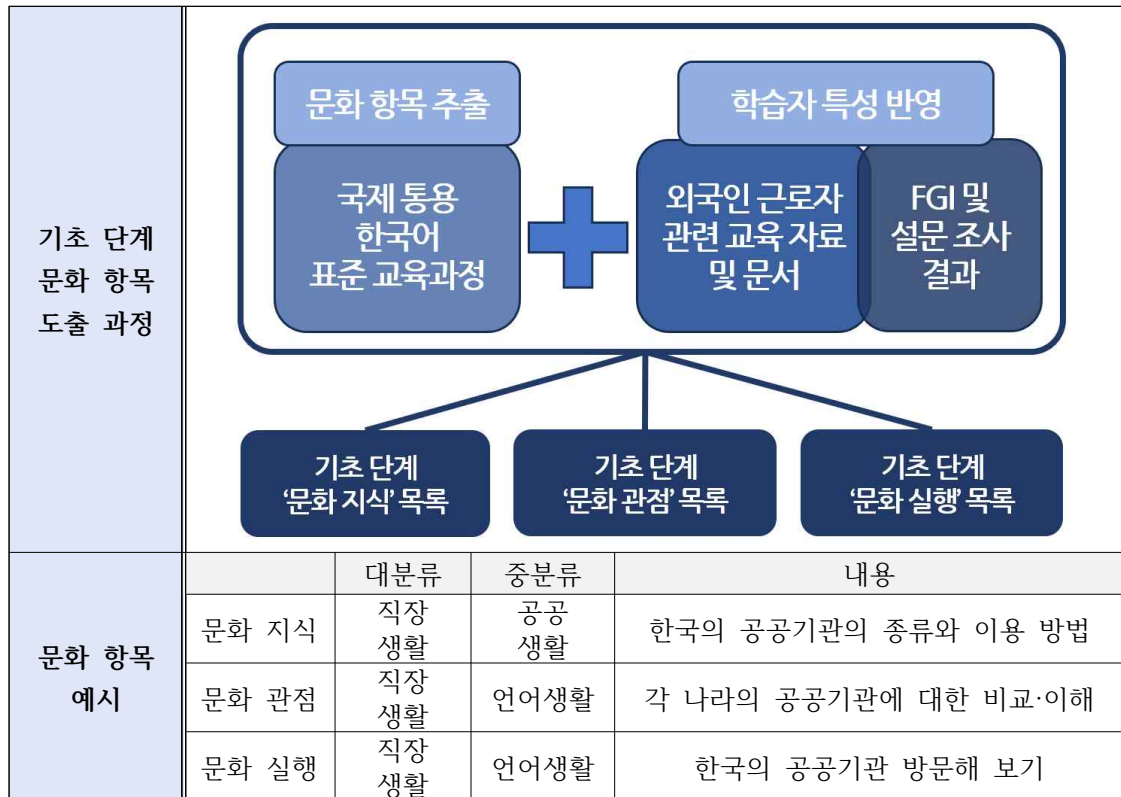 기초 단계
문화 항목
도출 과정
문화 항목 추출
국제 통용
한국어
표준 교육과정
학습자 특성 반영
외국인 근로자
관련 교육 자료
및 문서
FGI 및
설문 조사
결과
기초 단계
‘문화 지식’ 목록
기초 단계
‘문화 관점’ 목록
기초 단계
‘문화 실행’ 목록
문화 항목
예시
대분류 중분류 내용
문화 지식 직장 생활 공공 생활 한국의 공공기관의 종류와 이용 방법
문화 관점 직장 생활 언어생활 각 나라의 공공기관에 대한 비교·이해
문화 실행 직장 생활 언어생활 한국의 공공기관 방문해 보기